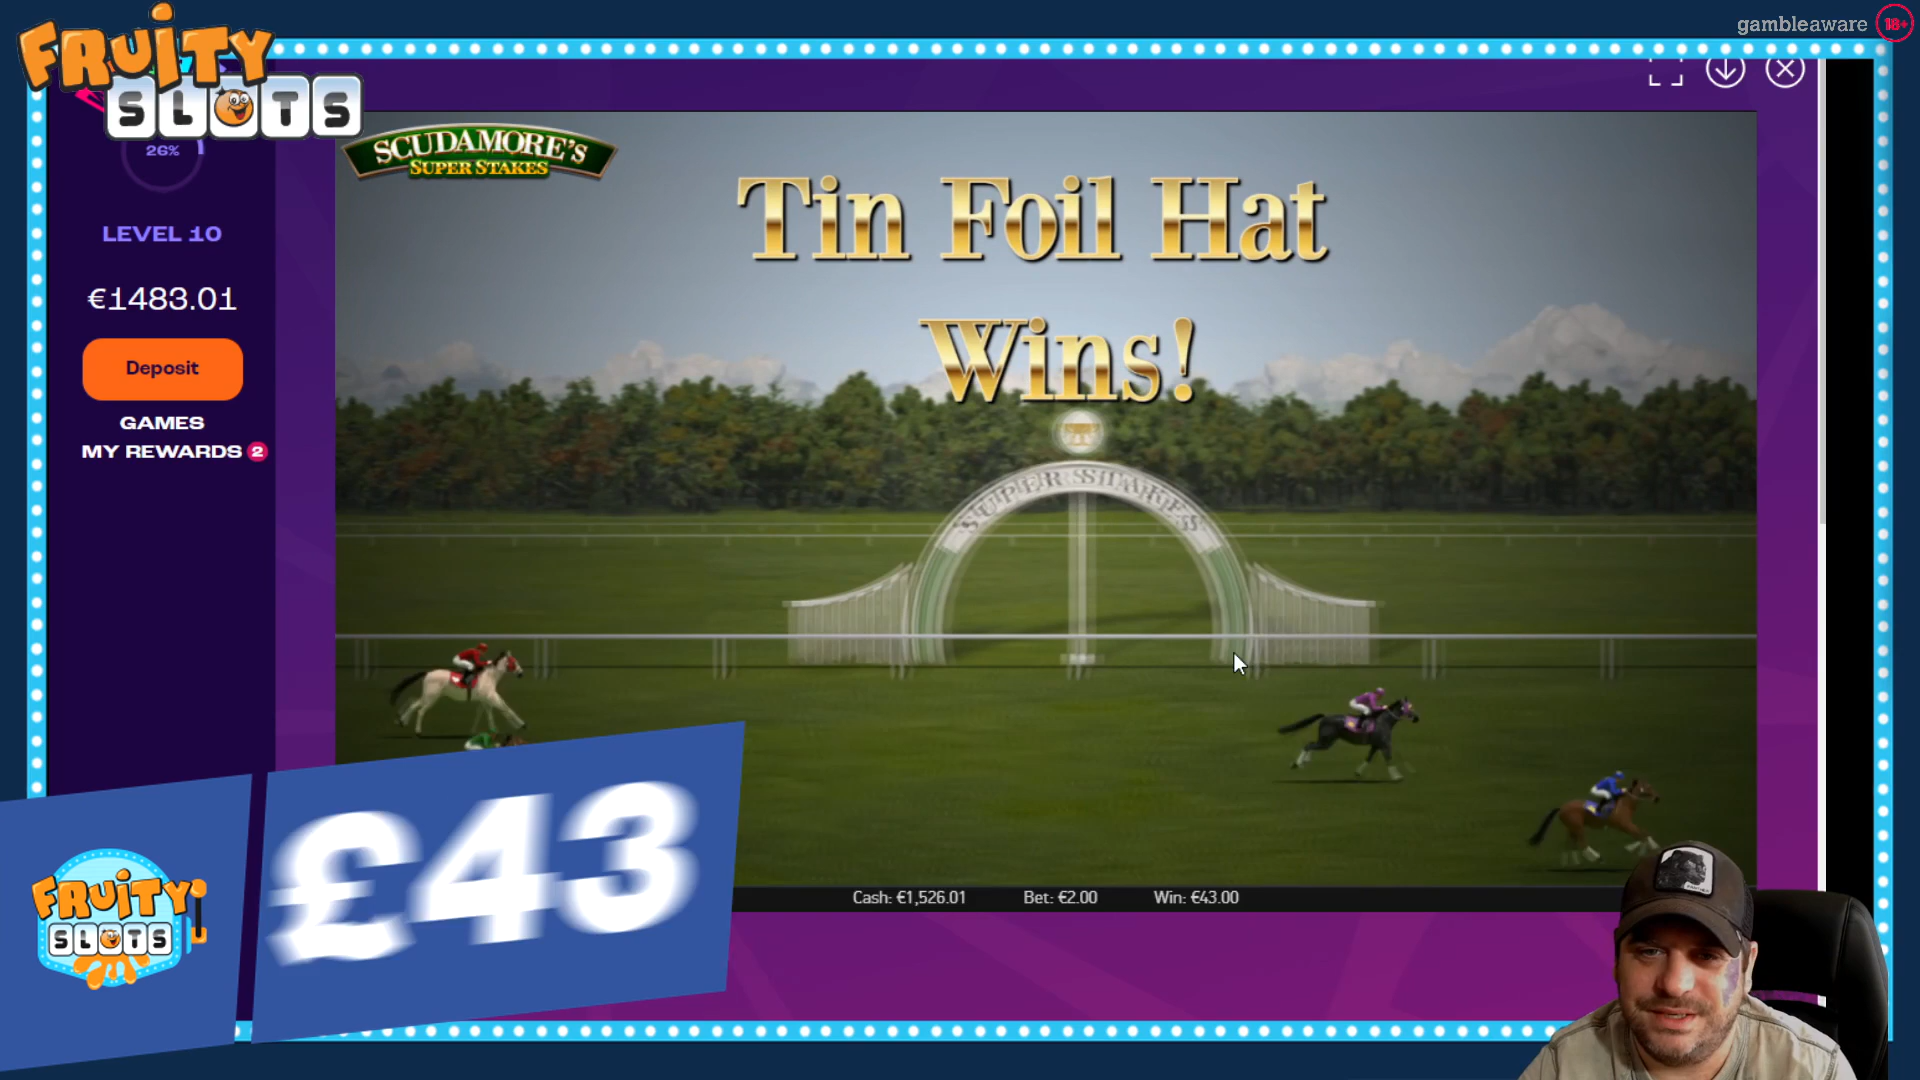 FRUITY
SLOTS
gambleaware 18+
26%
LEVEL 10
€1483.01
Deposit
GAMES
MY REWARDS 2
SCUDAMORE'S
SUPER STAKES
Tin Foil Hat
Wins!
SUPER STAKES
FRUITY
SLOTS
£43
Cash: €1,526.01 Bet: €2.00 Win: €43.00